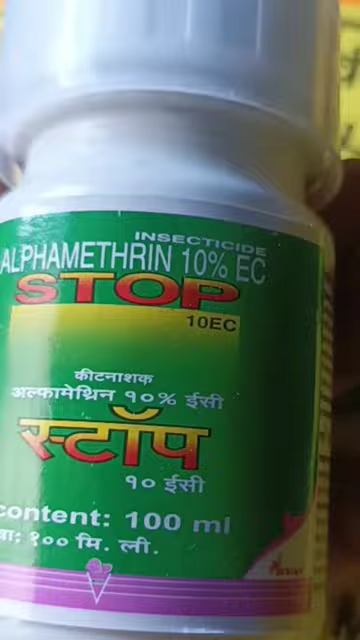 INSECTICIDE
ALPHAMETHRIN 10% EC
STOP
10EC
कीटनाशक
अल्फामेथ्रिन १०% ईसी
स्टॉप
१० ईसी
content: 100 ml
१०० मि. ली.